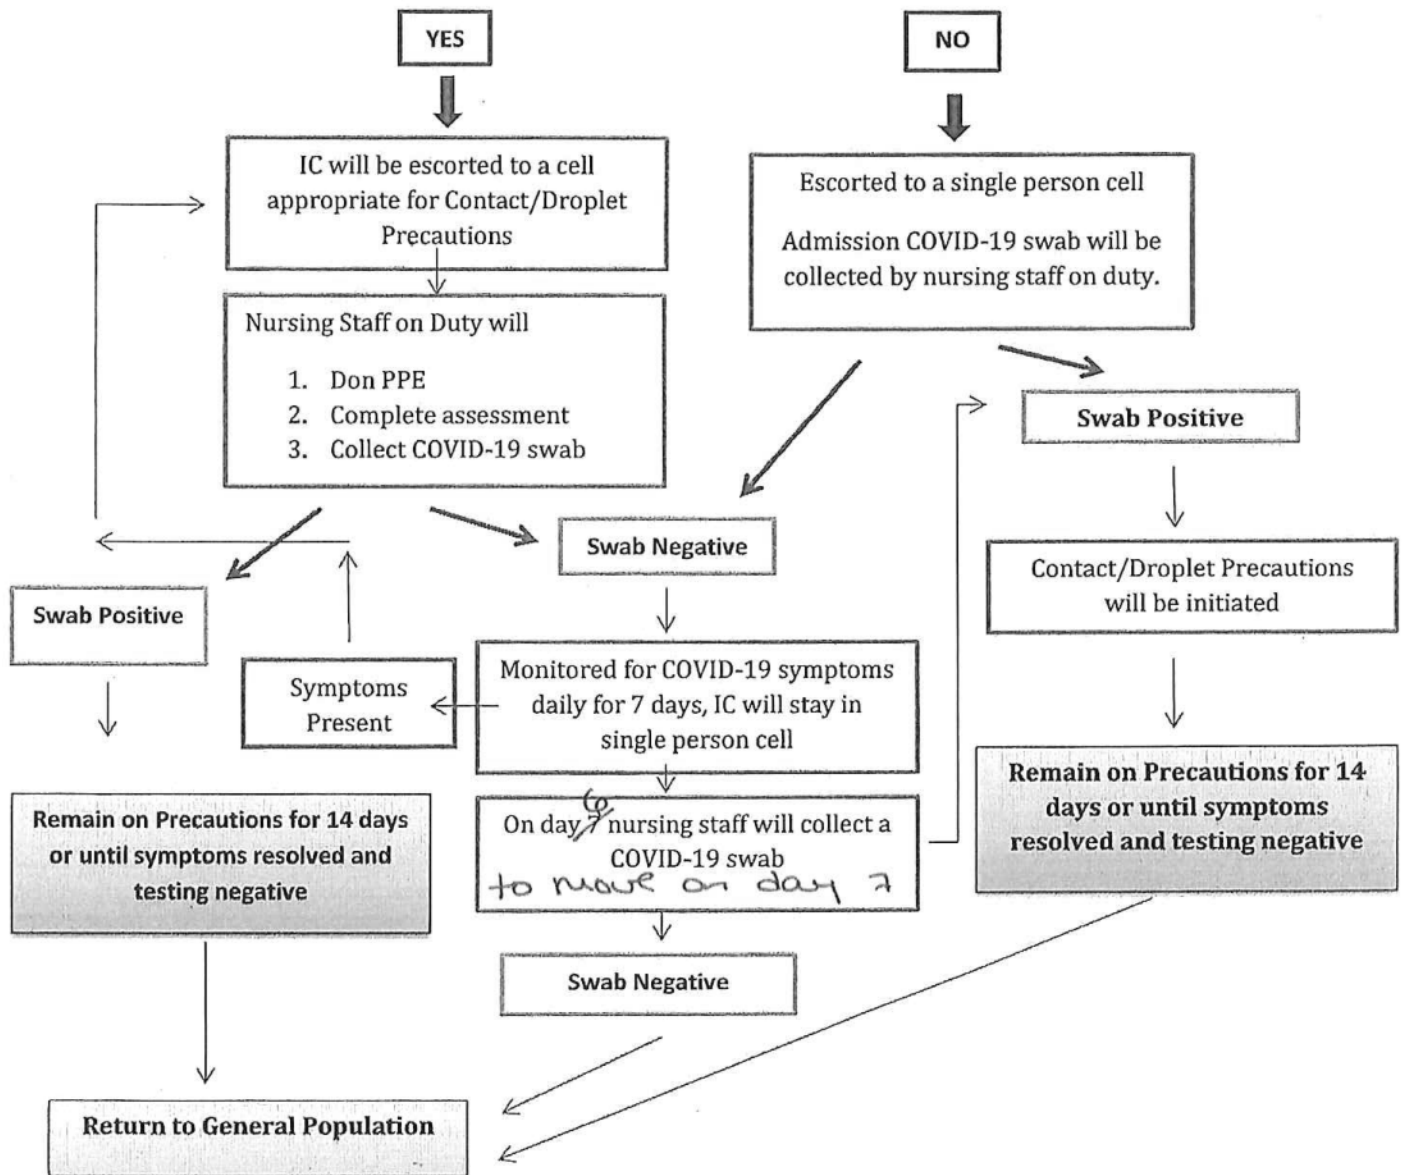 YES
NO
IC will be escorted to a cell
appropriate for Contact/Droplet
Precautions
Escorted to a single person cell
Admission COVID-19 swab will be
collected by nursing staff on duty.
Nursing Staff on Duty will
1. Don PPE
2. Complete assessment
3. Collect COVID-19 swab
Swab Positive
Swab Negative
Contact/Droplet Precautions
will be initiated
Swab Positive
Symptoms
Present
Monitored for COVID-19 symptoms
daily for 7 days, IC will stay in
single person cell
Remain on Precautions for 14
days or until symptoms
resolved and testing negative
Remain on Precautions for 14 days
or until symptoms resolved and
testing negative
6
On day 7 nursing staff will collect a
COVID-19 swab
to move on day 7
Swab Negative
Return to General Population